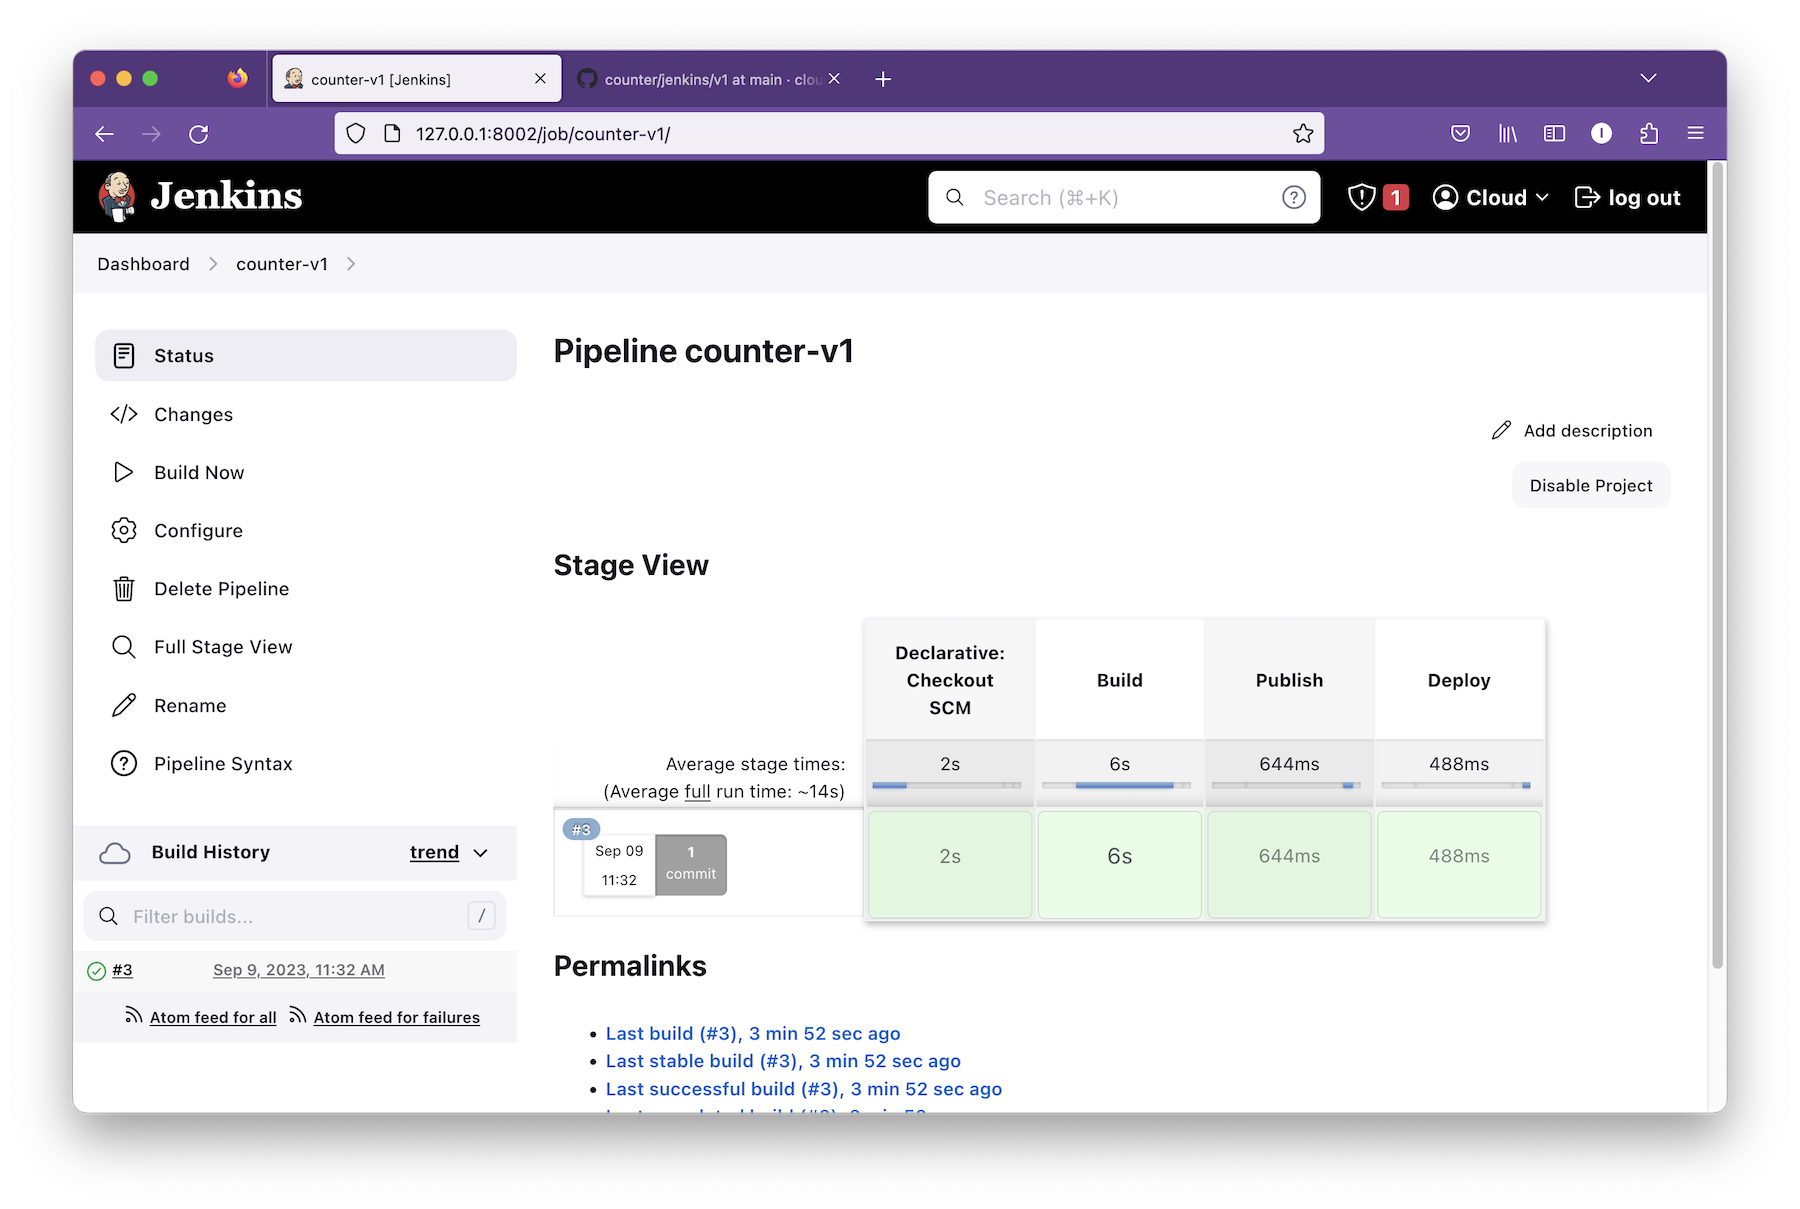 counter-v1 [Jenkins]
counter/jenkins/v1 at main · clou
127.0.0.1:8002/job/counter-v1/
Jenkins
Search (⌘+K)
1
Cloud
log out
Dashboard
counter-v1
Status
Changes
Build Now
Configure
Delete Pipeline
Full Stage View
Rename
Pipeline Syntax
Build History
trend
Filter builds...
/
#3
Sep 9, 2023, 11:32 AM
Atom feed for all
Atom feed for failures
Pipeline counter-v1
Add description
Disable Project
Stage View
Declarative:
Checkout
SCM
Build
Publish
Deploy
Average stage times:
(Average full run time: ~14s)
2s
6s
644ms
488ms
#3
Sep 09
11:32
1
commit
2s
6s
644ms
488ms
Permalinks
Last build (#3), 3 min 52 sec ago
Last stable build (#3), 3 min 52 sec ago
Last successful build (#3), 3 min 52 sec ago